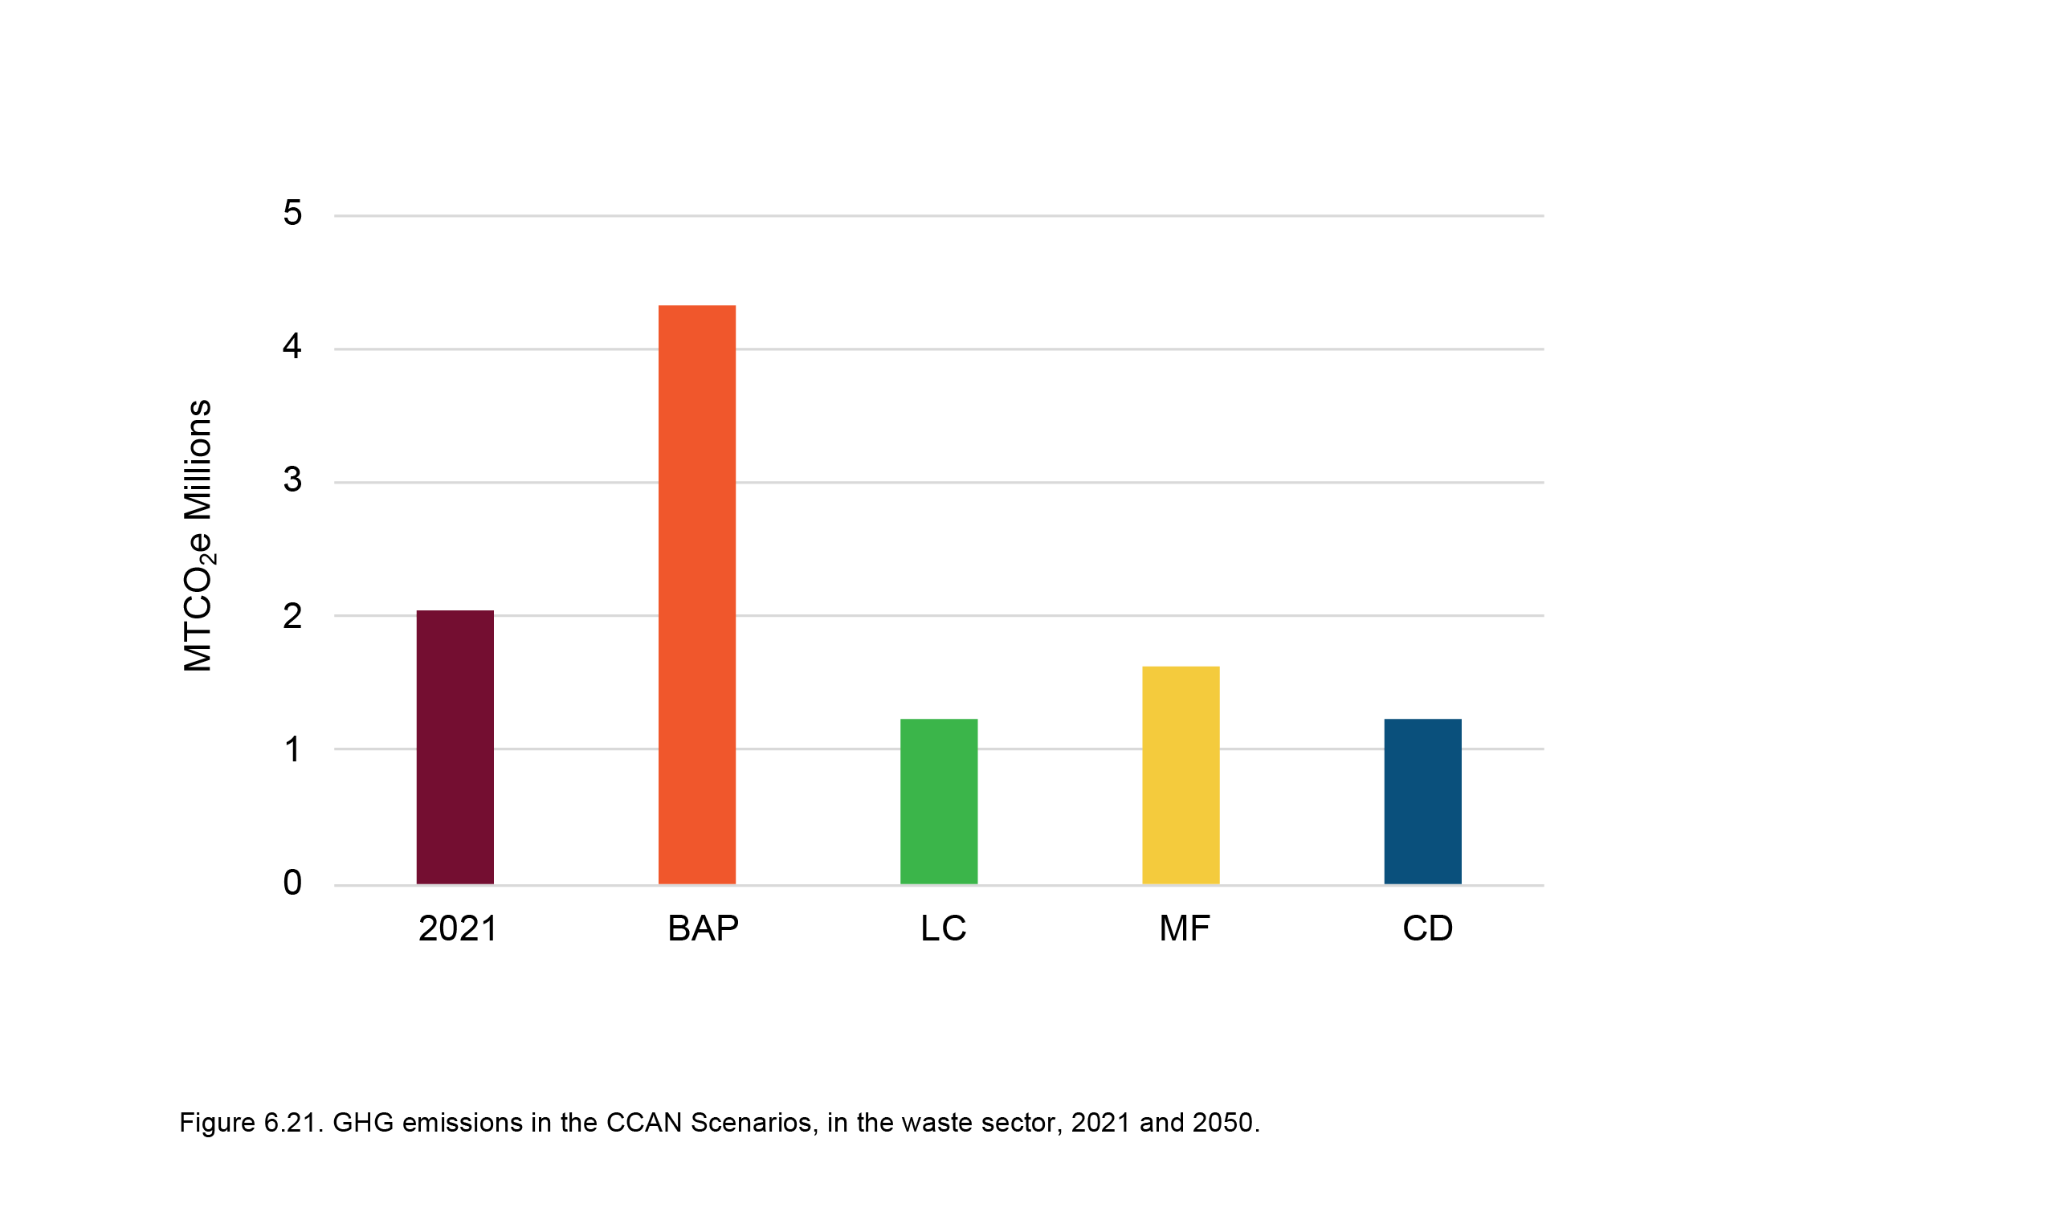 5
4
3
2
1
0
MTCO₂e Millions
2021 BAP LC MF CD
Figure 6.21. GHG emissions in the CCAN Scenarios, in the waste sector, 2021 and 2050.